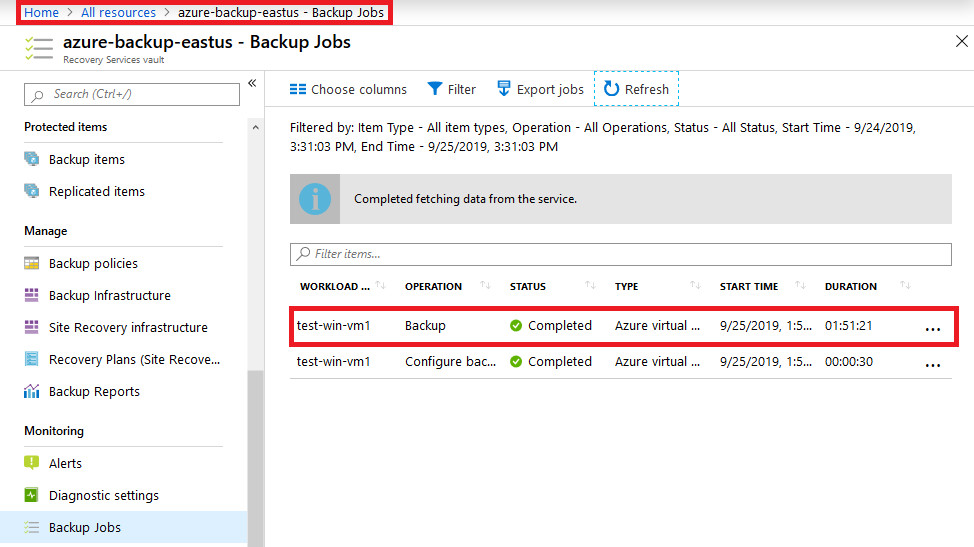 Home > All resources > azure-backup-eastus - Backup Jobs
azure-backup-eastus - Backup Jobs
Recovery Services vault
Search (Ctrl+/)
Protected items
Backup items
Replicated items
Manage
Backup policies
Backup Infrastructure
Site Recovery infrastructure
Recovery Plans (Site Recove...
Backup Reports
Monitoring
Alerts
Diagnostic settings
Backup Jobs
Choose columns Filter Export jobs Refresh
Filtered by: Item Type - All item types, Operation - All Operations, Status - All Status, Start Time - 9/24/2019,
3:31:03 PM, End Time - 9/25/2019, 3:31:03 PM
Completed fetching data from the service.
Filter items...
WORKLOAD ... OPERATION STATUS TYPE START TIME DURATION
test-win-vm1 Backup Completed Azure virtual ... 9/25/2019, 1:5... 01:51:21 ...
test-win-vm1 Configure bac... Completed Azure virtual ... 9/25/2019, 1:5... 00:00:30 ...